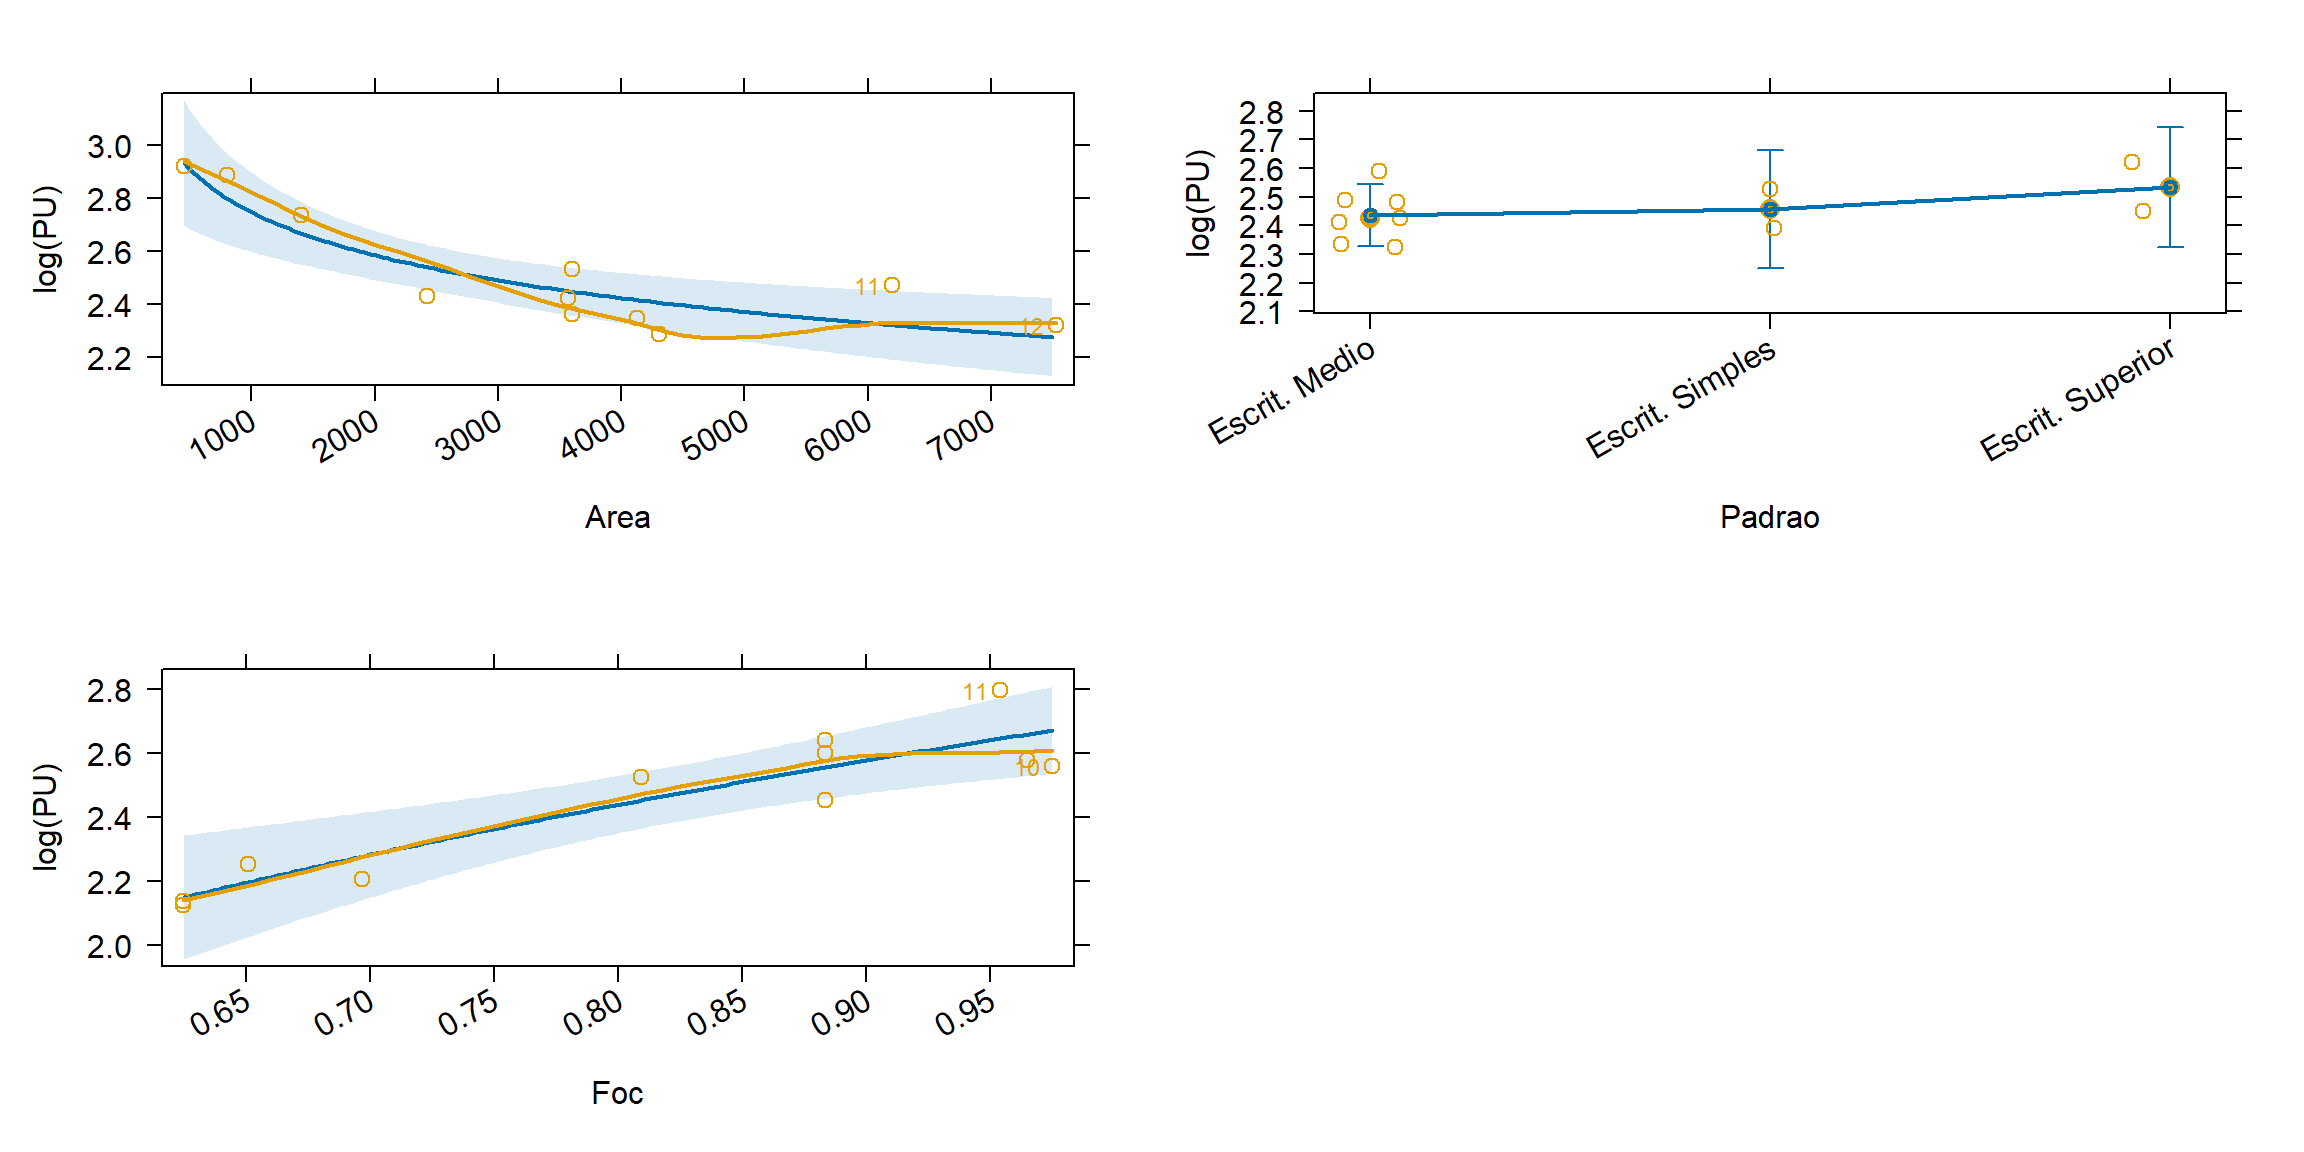 log(PU)
3.0
2.8
2.6
2.4
2.2
11
12
1000 2000 3000 4000 5000 6000 7000
Area
log(PU)
2.8
2.7
2.6
2.5
2.4
2.3
2.2
2.1
Escrit. Medio Escrit. Simples Escrit. Superior
Padrao
log(PU)
2.8
2.6
2.4
2.2
2.0
11
10
0.65 0.70 0.75 0.80 0.85 0.90 0.95
Foc